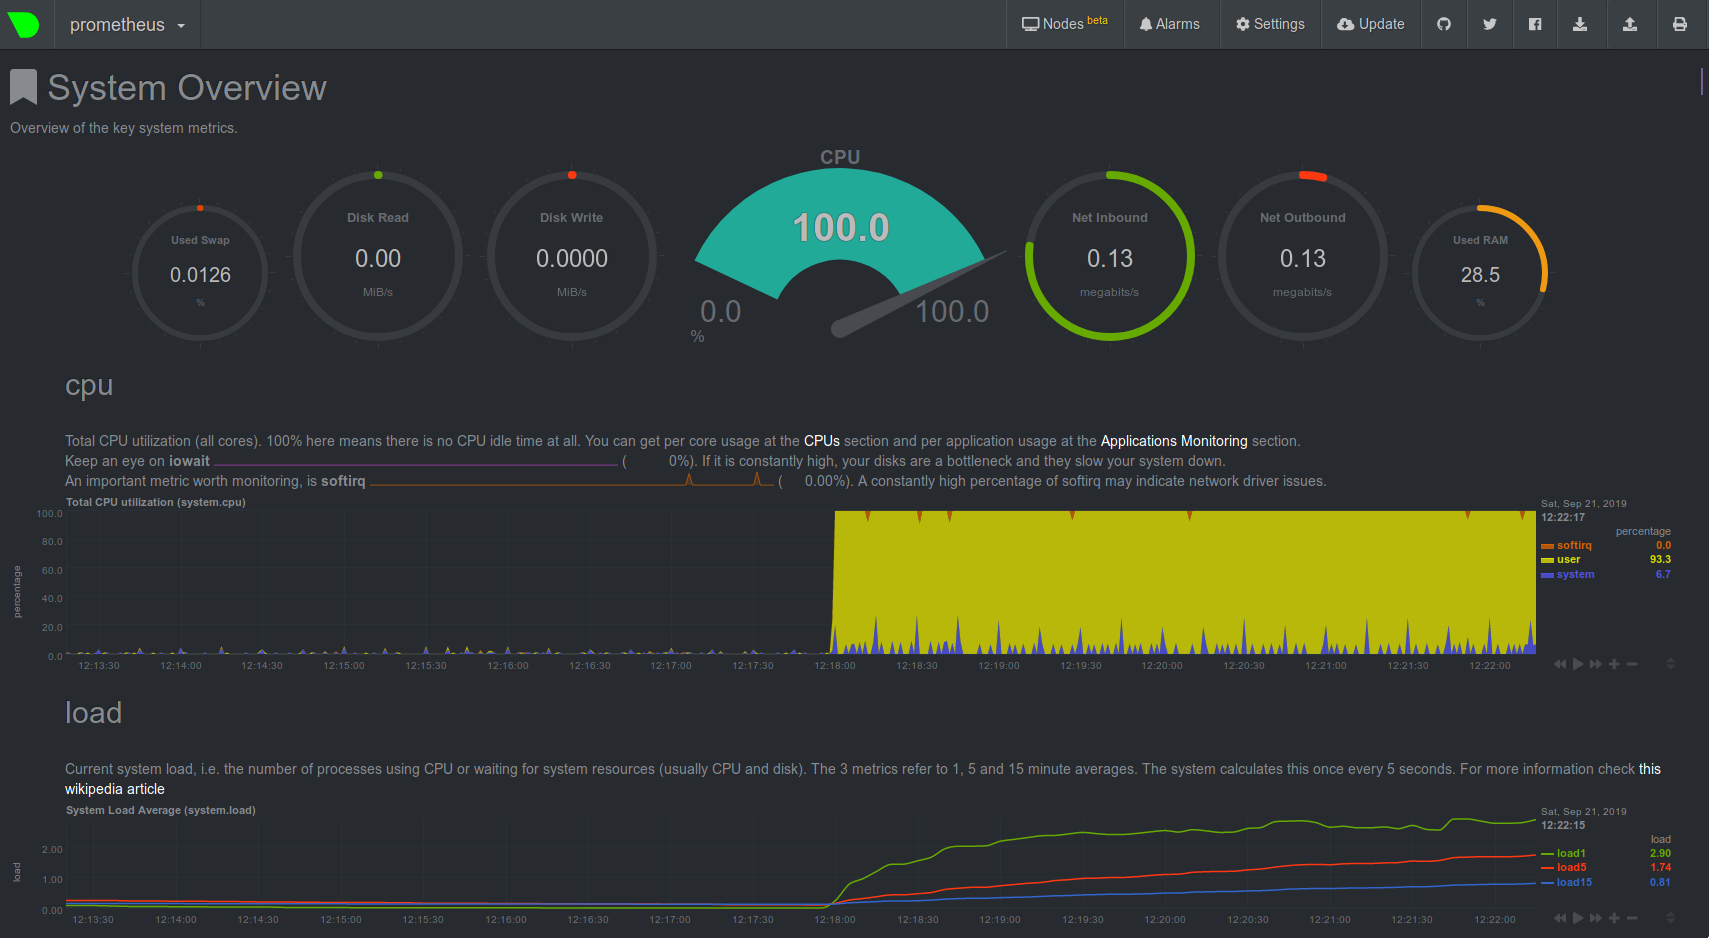 prometheus
Nodes beta
Alarms
Settings
Update
System Overview
Overview of the key system metrics.
Used Swap
0.0126
%
Disk Read
0.00
MiB/s
Disk Write
0.0000
MiB/s
CPU
100.0
0.0
100.0
%
Net Inbound
0.13
megabits/s
Net Outbound
0.13
megabits/s
Used RAM
28.5
%
cpu
Total CPU utilization (all cores). 100% here means there is no CPU idle time at all. You can get per core usage at the CPUs section and per application usage at the Applications Monitoring section.
Keep an eye on iowait ( 0%). If it is constantly high, your disks are a bottleneck and they slow your system down.
An important metric worth monitoring, is softirq ( 0.00%). A constantly high percentage of softirq may indicate network driver issues.
Total CPU utilization (system.cpu)
Sat, Sep 21, 2019
12:22:17
percentage
softirq 0.0
user 93.3
system 6.7
percentage
100.0
80.0
60.0
40.0
20.0
0.0
12:13:30 12:14:00 12:14:30 12:15:00 12:15:30 12:16:00 12:16:30 12:17:00 12:17:30 12:18:00 12:18:30 12:19:00 12:19:30 12:20:00 12:20:30 12:21:00 12:21:30 12:22:00
load
Current system load, i.e. the number of processes using CPU or waiting for system resources (usually CPU and disk). The 3 metrics refer to 1, 5 and 15 minute averages. The system calculates this once every 5 seconds. For more information check this
wikipedia article
System Load Average (system.load)
Sat, Sep 21, 2019
12:22:15
load
load1 2.90
load5 1.74
load15 0.81
load
2.00
1.00
0.00
12:13:30 12:14:00 12:14:30 12:15:00 12:15:30 12:16:00 12:16:30 12:17:00 12:17:30 12:18:00 12:18:30 12:19:00 12:19:30 12:20:00 12:20:30 12:21:00 12:21:30 12:22:00